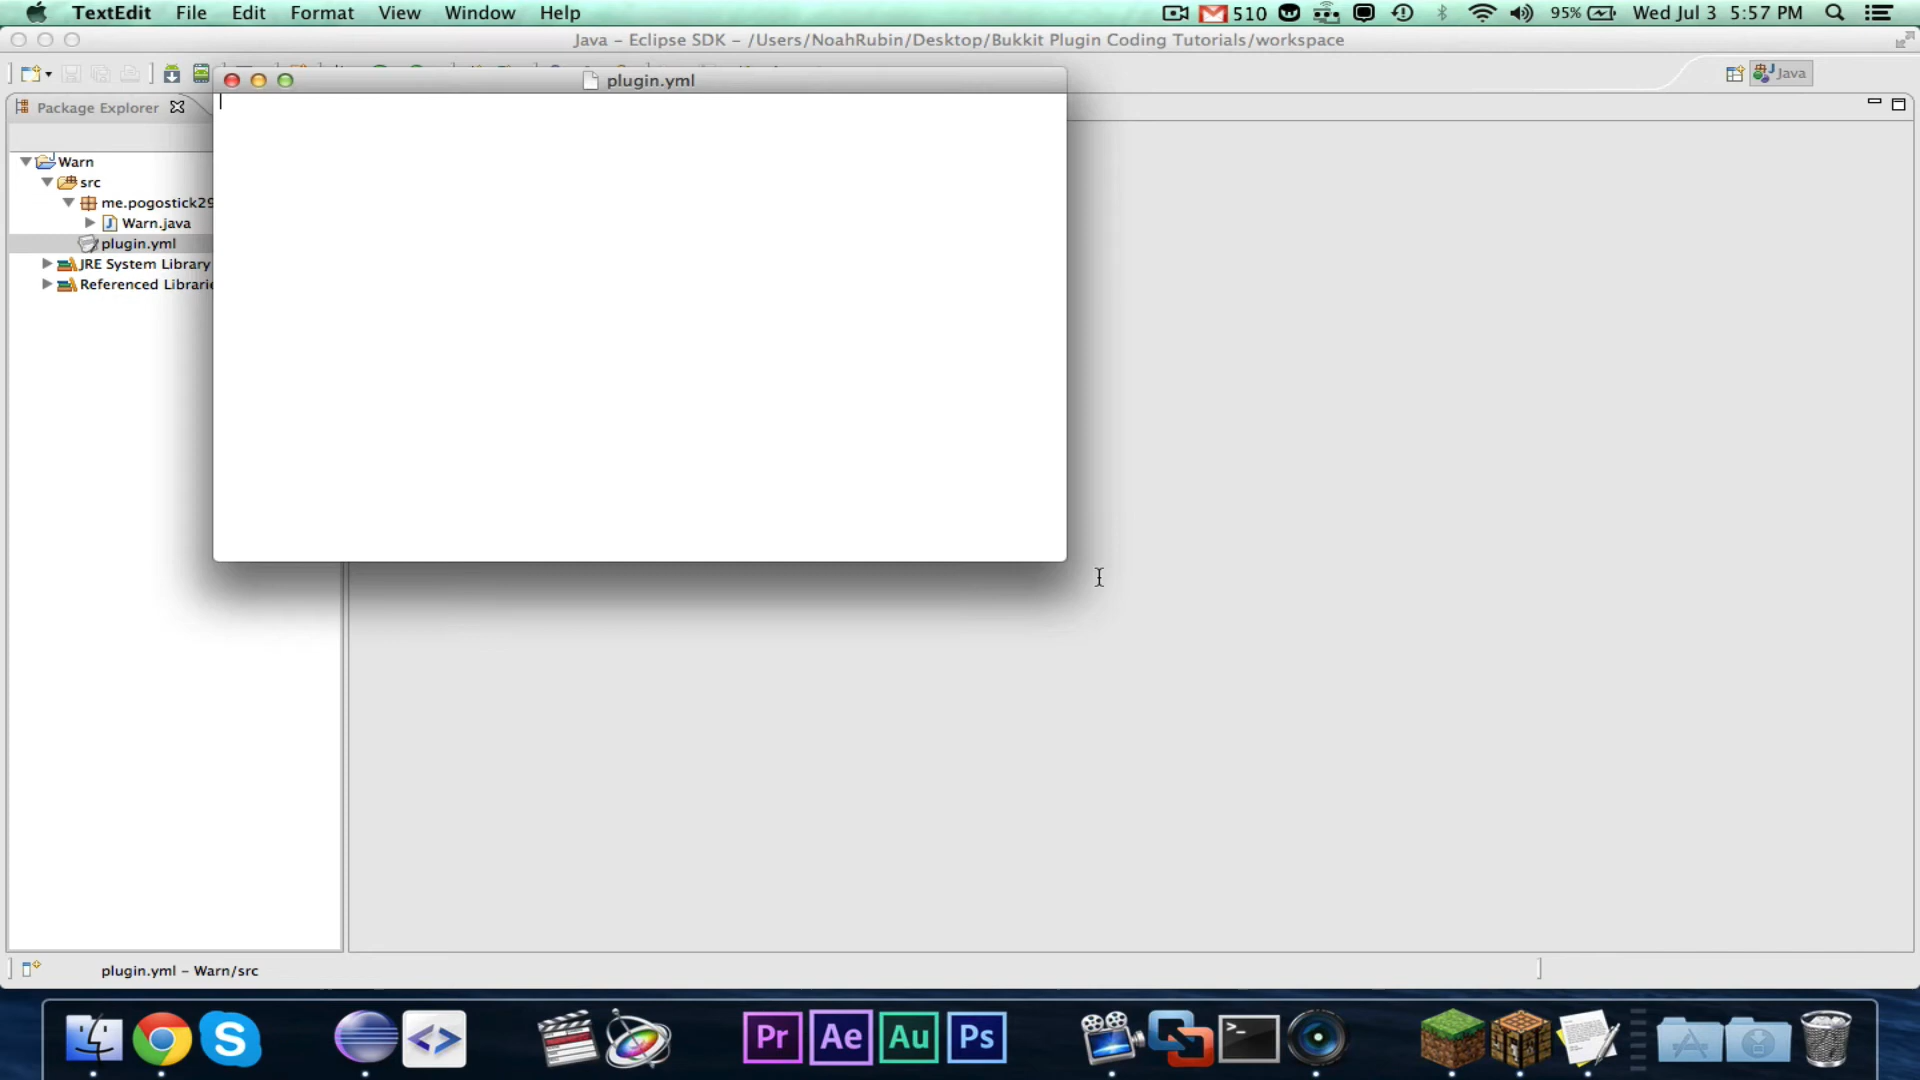 TextEdit File Edit Format View Window Help 510 95% Wed Jul 3 5:57 PM
Java – Eclipse SDK – /Users/NoahRubin/Desktop/Bukkit Plugin Coding Tutorials/workspace
Java
plugin.yml
Package Explorer
Warn
src
me.pogostick29
Warn.java
plugin.yml
JRE System Library
Referenced Librarie
plugin.yml – Warn/src
Pr Ae Au Ps